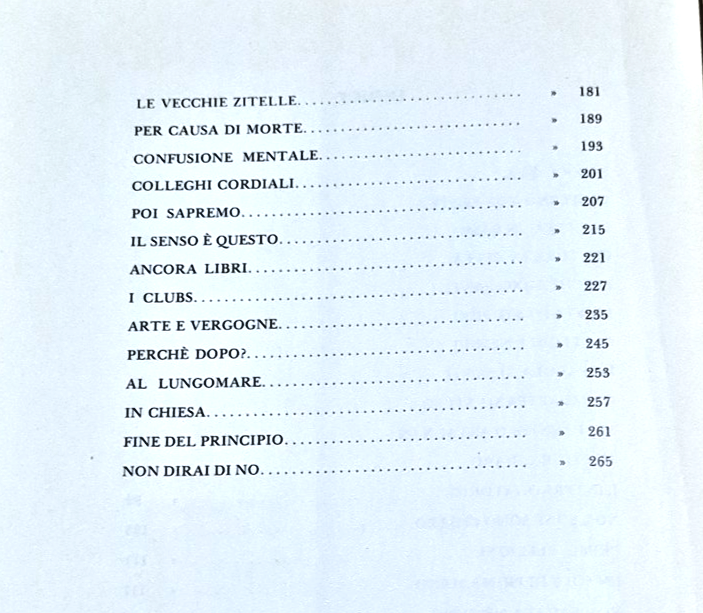 LE VECCHIE ZITELLE.......................... » 181
PER CAUSA DI MORTE.......................... » 189
CONFUSIONE MENTALE.......................... » 193
COLLEGHI CORDIALI.......................... » 201
POI SAPREMO.......................... » 207
IL SENSO È QUESTO.......................... » 215
ANCORA LIBRI.......................... » 221
I CLUBS.......................... » 227
ARTE E VERGOGNE.......................... » 235
PERCHÈ DOPO?.......................... » 245
AL LUNGOMARE.......................... » 253
IN CHIESA.......................... » 257
FINE DEL PRINCIPIO.......................... » 261
NON DIRAI DI NO.......................... » 265